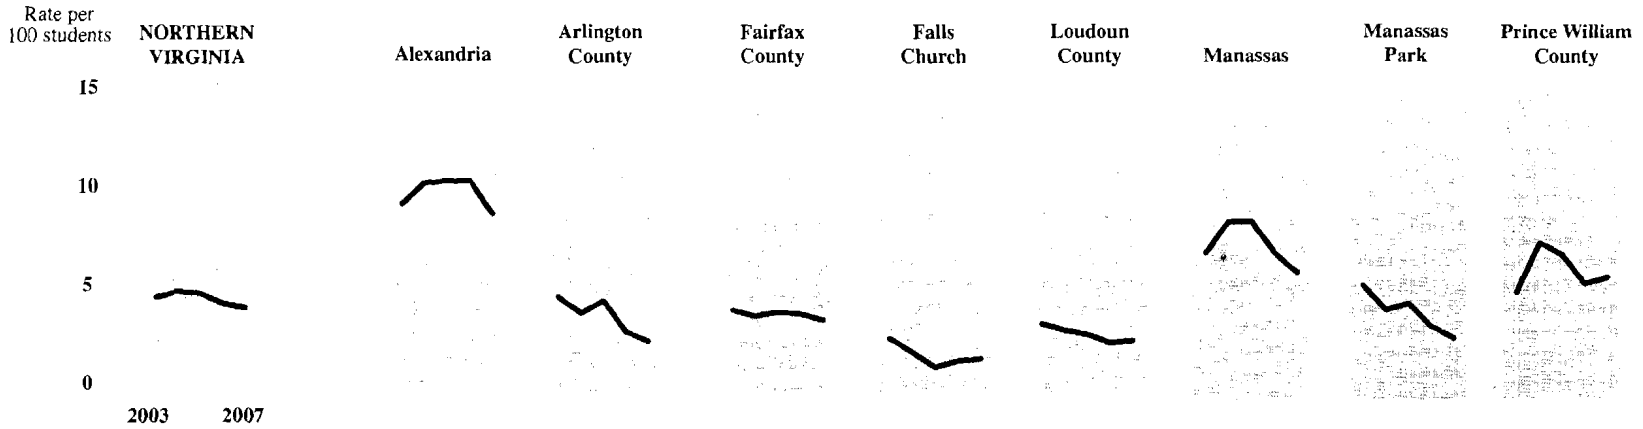 Rate per
100 students
NORTHERN
VIRGINIA
Alexandria
Arlington
County
Fairfax
County
Falls
Church
Loudoun
County
Manassas
Manassas
Park
Prince William
County
15
10
5
0
2003 2007